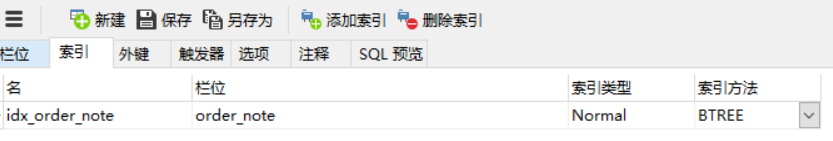 新建 保存 另存为 添加索引 删除索引
栏位 索引 外键 触发器 选项 注释 SQL 预览
名 栏位 索引类型 索引方法
idx_order_note order_note Normal BTREE